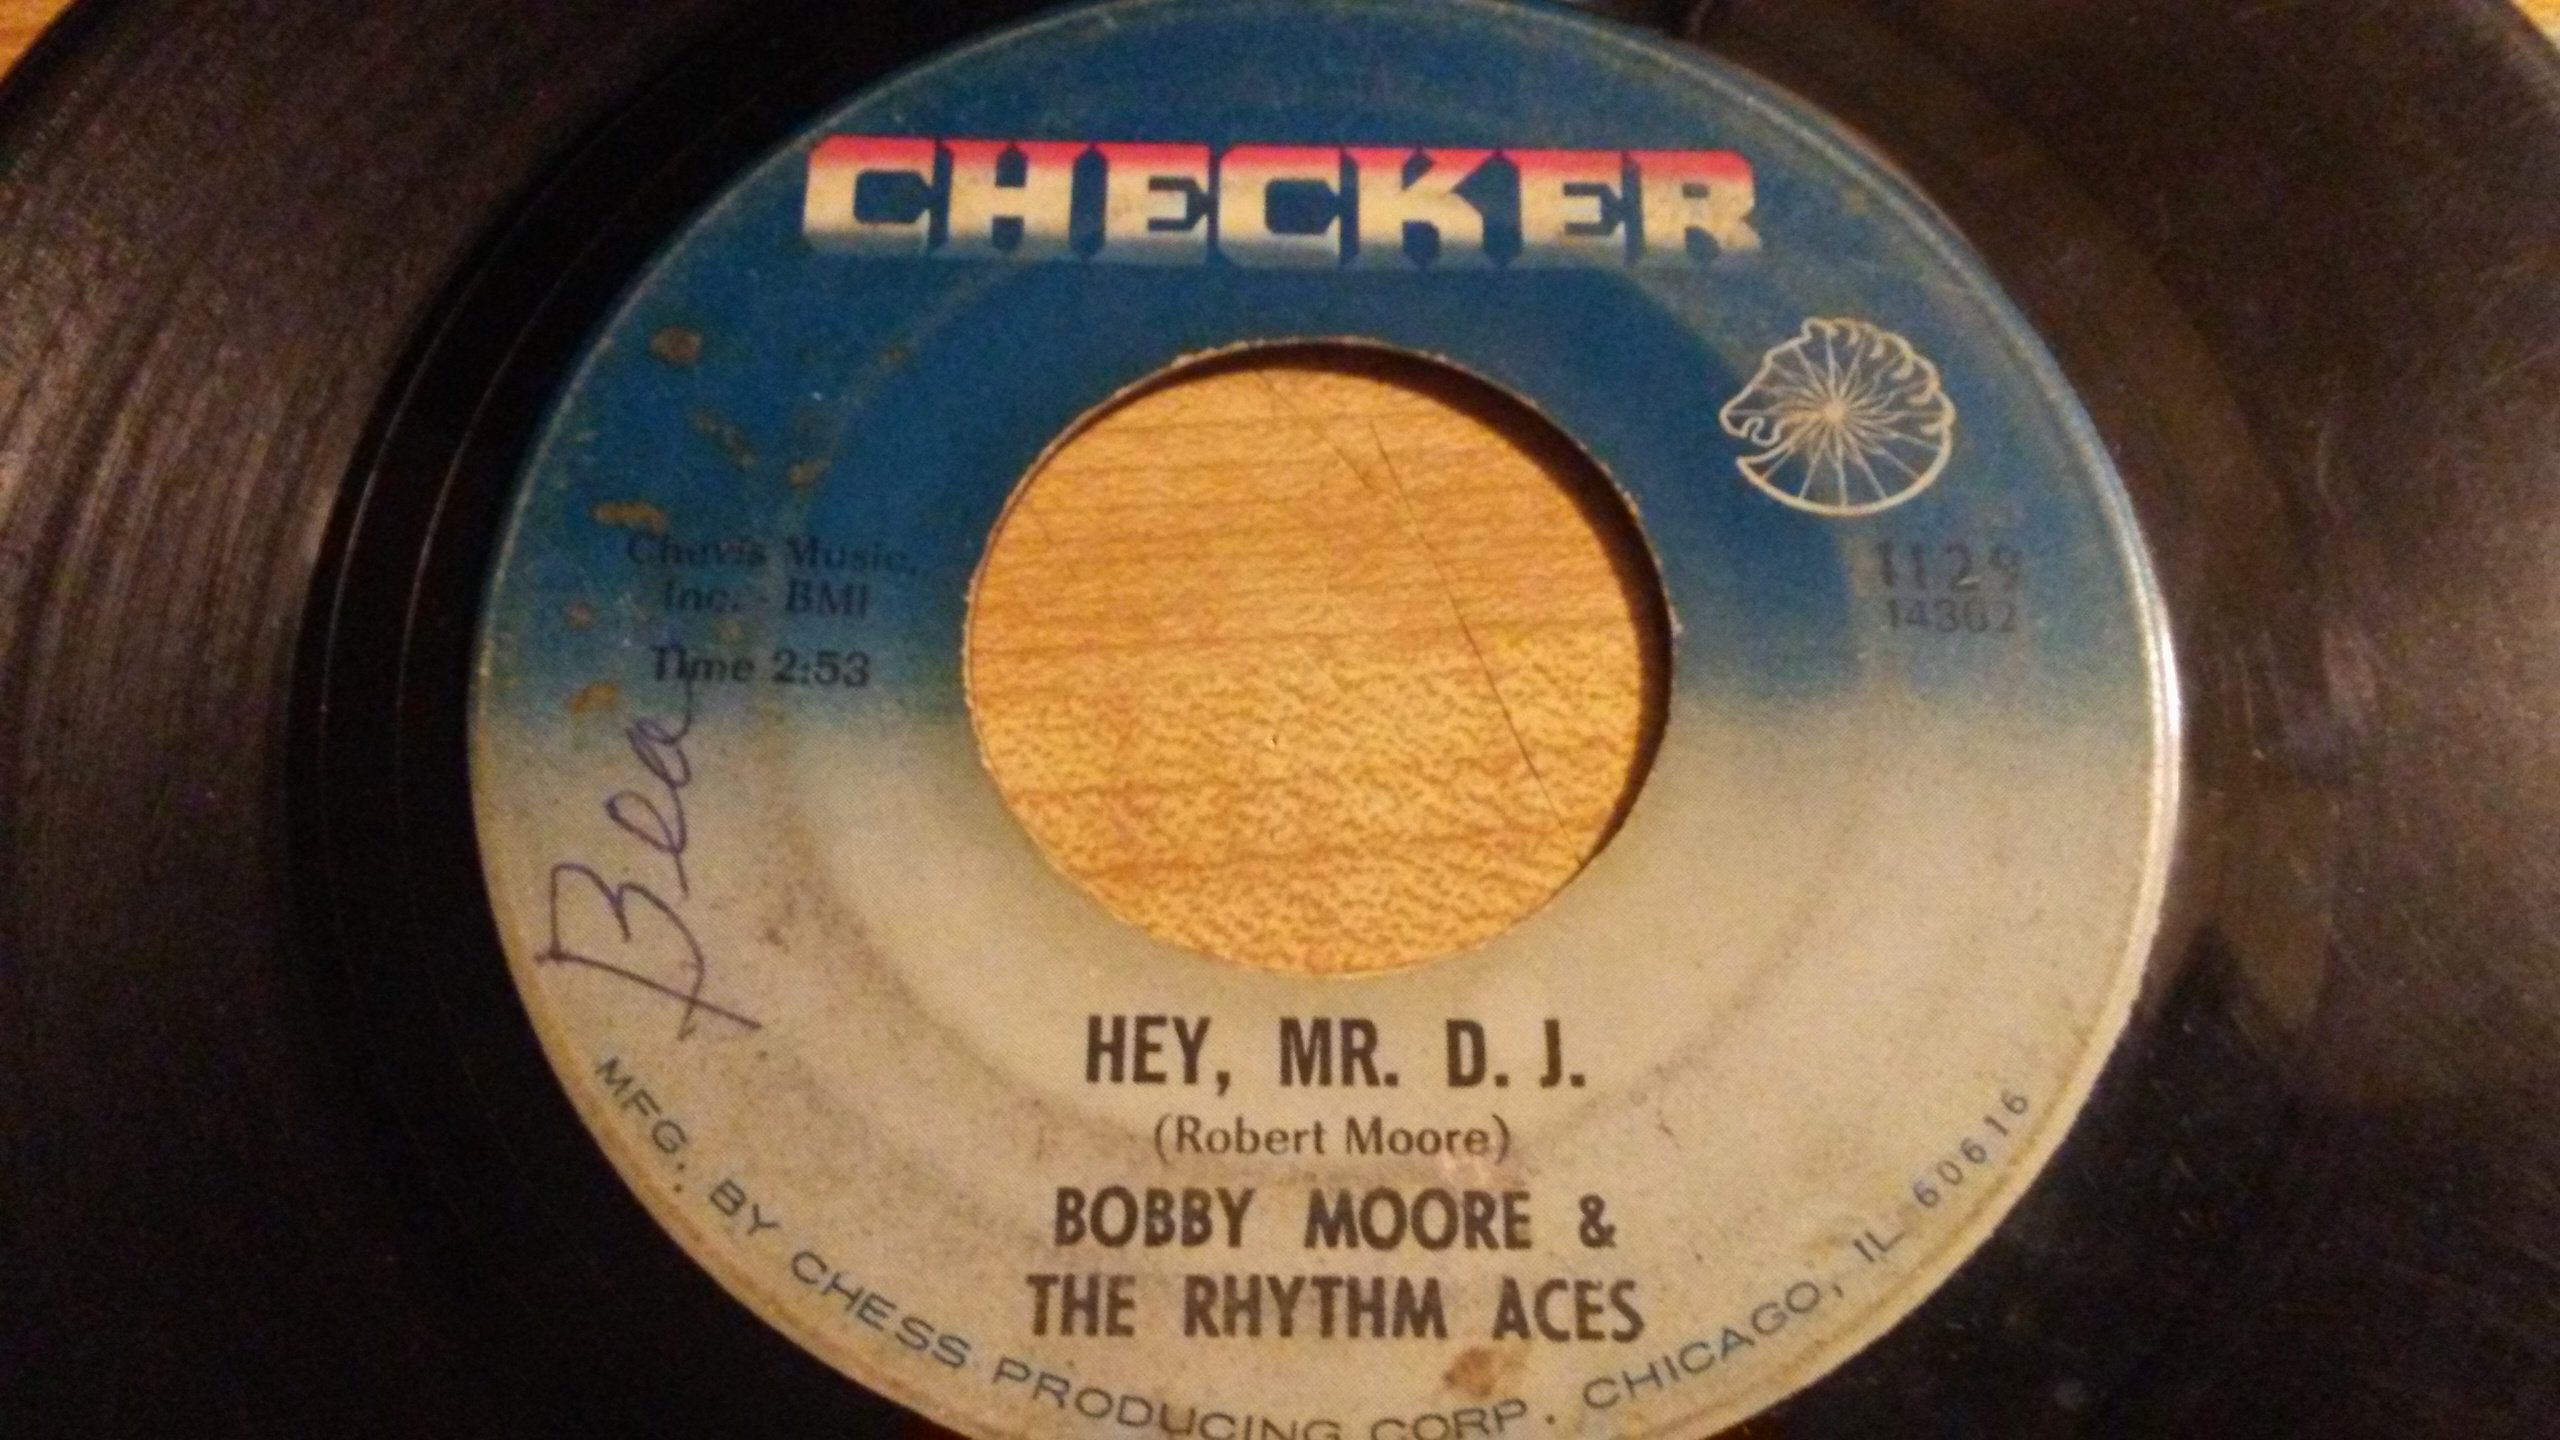 CHECKER
Chevis Music,
Inc. - BMI
Time 2:53
1129
14302
Bea
HEY, MR. D. J.
(Robert Moore)
BOBBY MOORE &
THE RHYTHM ACES
MFG. BY CHESS PRODUCING CORP. CHICAGO, IL 60616